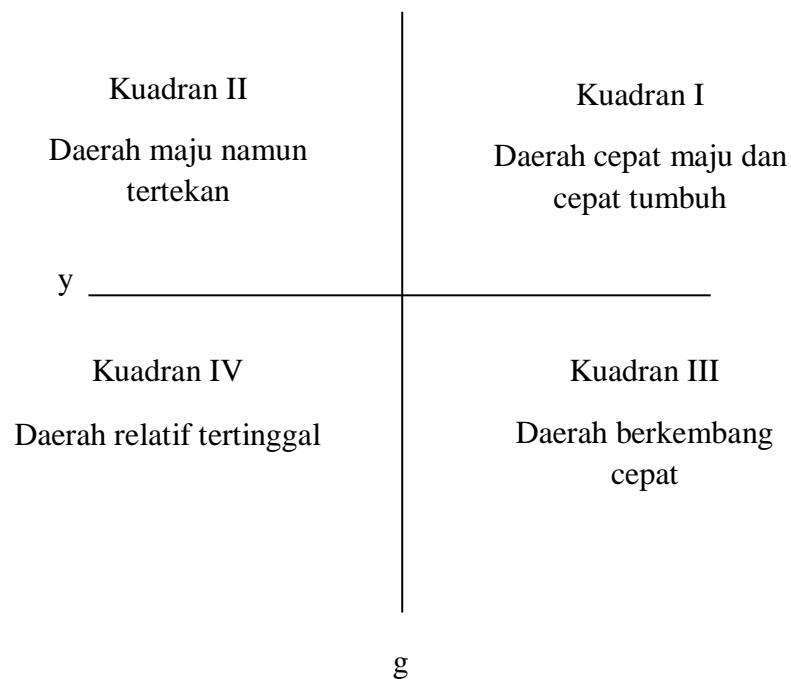 Kuadran II
Daerah maju namun
tertekan
Kuadran I
Daerah cepat maju dan
cepat tumbuh
y
Kuadran IV
Daerah relatif tertinggal
Kuadran III
Daerah berkembang
cepat
g